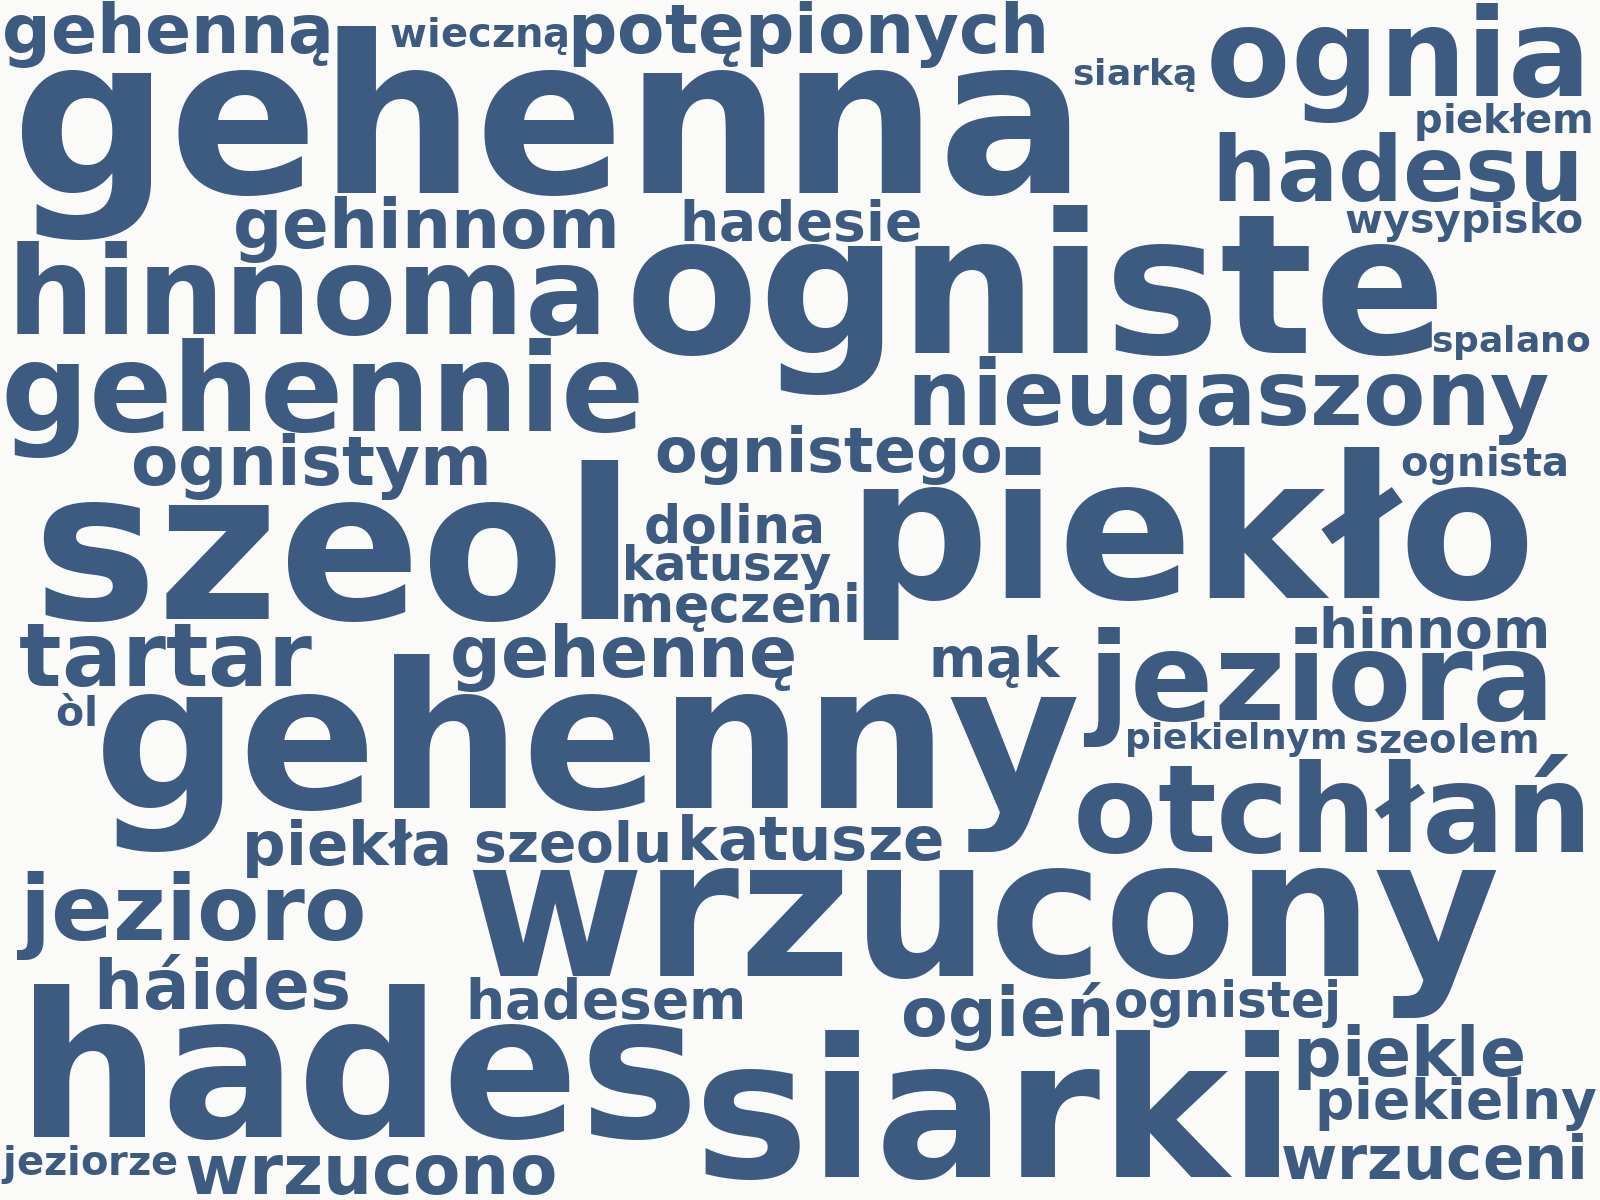 gehenną wieczną potępionych ognia
gehenna siarką
piekłem
hadesu
gehinnom hadesie wysypisko
hinnoma ogniste
spalano
gehennie nieugaszony
ognistym ognistego ognista
szeol dolina piekło
katuszy
męczeni
tartar gehennę mąk hinnom
jeziora
òl gehenny piekielnym szeolem
otchłań
piekła szeolu katusze
jezioro wrzucony
háides hadesem ogień ognistej
hades siarki piekle
piekielny
jeziorze wrzucono wrzuceni